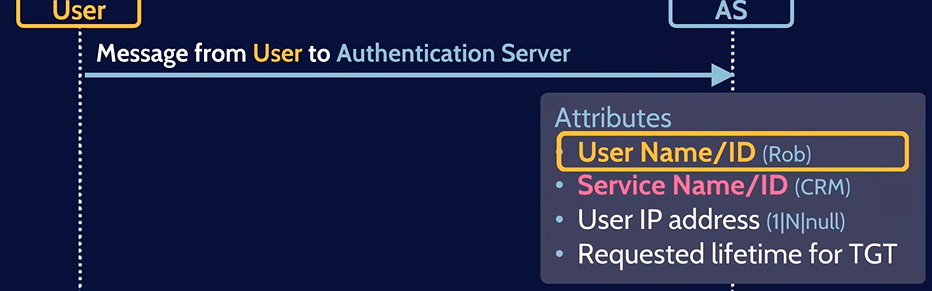 User
AS
Message from User to Authentication Server
Attributes
• User Name/ID (Rob)
• Service Name/ID (CRM)
• User IP address (1|N|null)
• Requested lifetime for TGT